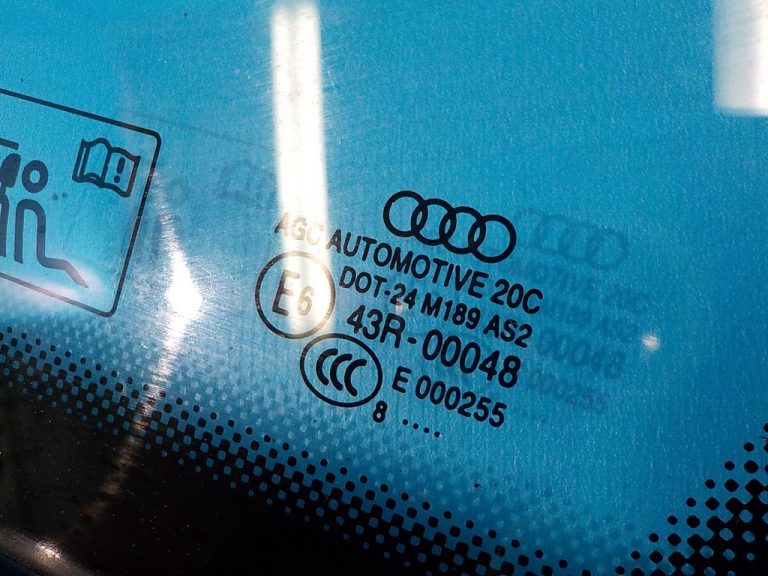 AGC AUTOMOTIVE 20C
DOT-24 M189 AS2
E6 43R-00048
CCC E 000255
8 ....